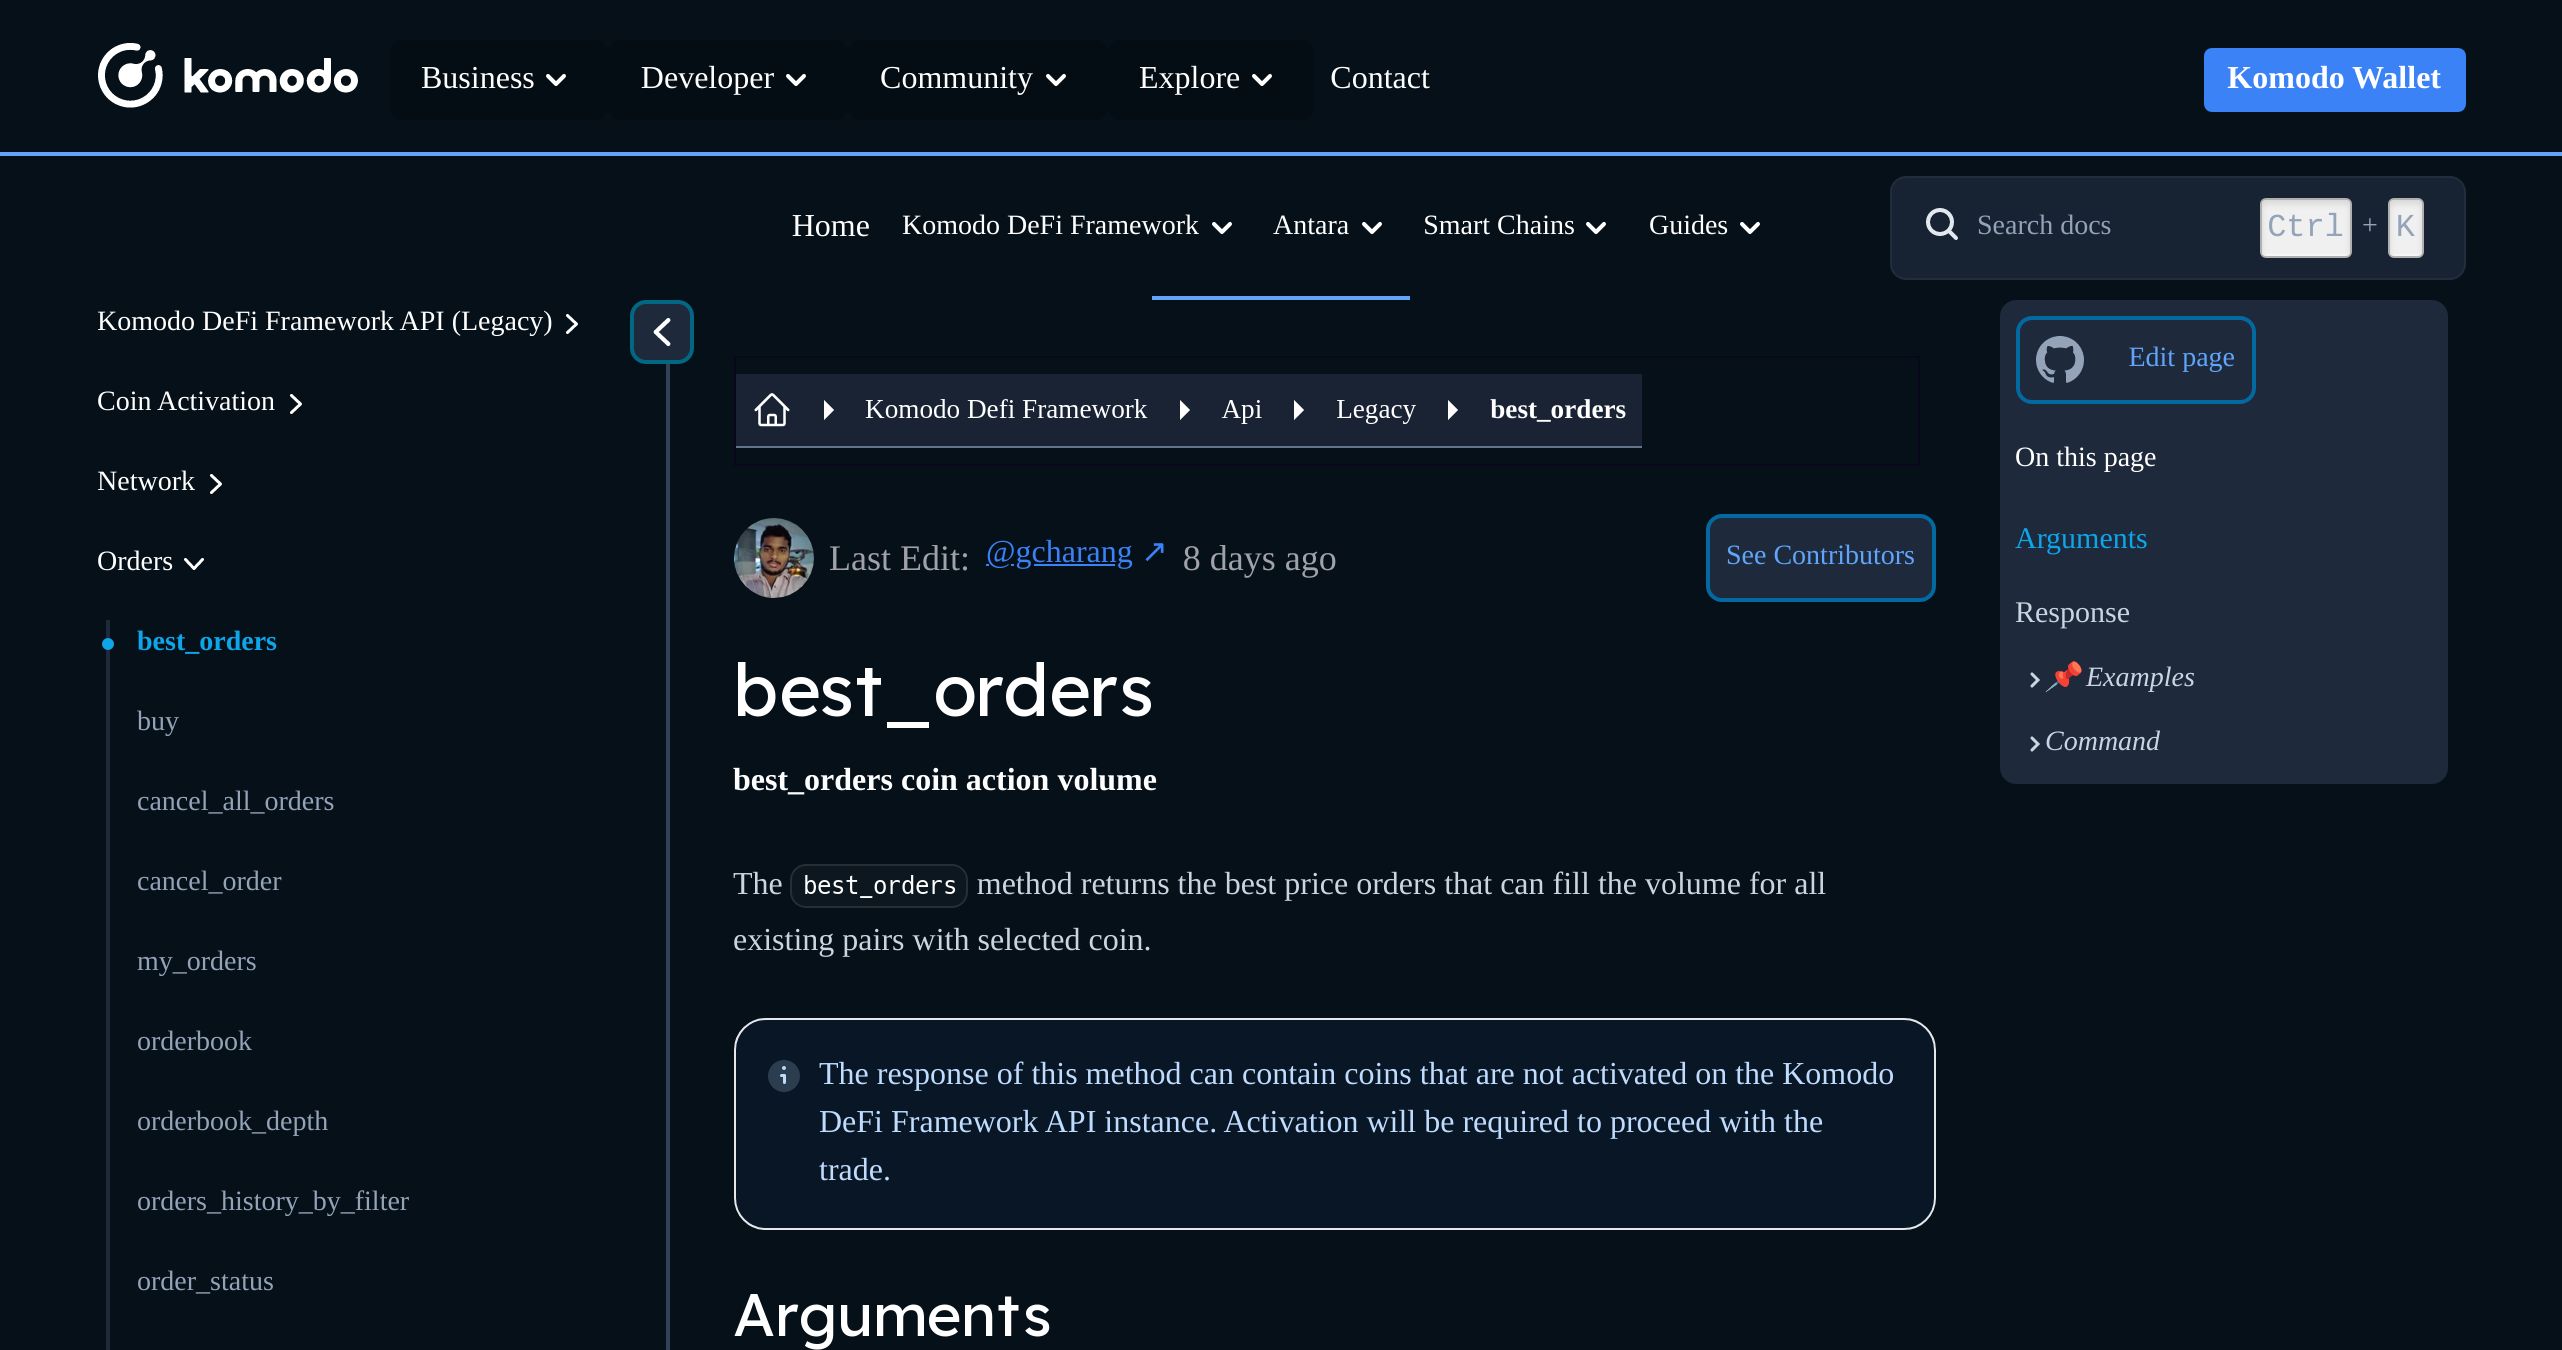 komodo
Business
Developer
Community
Explore
Contact
Komodo Wallet
Home
Komodo DeFi Framework
Antara
Smart Chains
Guides
Search docs
Ctrl + K
Komodo DeFi Framework API (Legacy)
Coin Activation
Network
Orders
best_orders
buy
cancel_all_orders
cancel_order
my_orders
orderbook
orderbook_depth
orders_history_by_filter
order_status
Komodo Defi Framework
Api
Legacy
best_orders
Last Edit: @gcharang ↗ 8 days ago
See Contributors
best_orders
best_orders coin action volume
The best_orders method returns the best price orders that can fill the volume for all
existing pairs with selected coin.
The response of this method can contain coins that are not activated on the Komodo
DeFi Framework API instance. Activation will be required to proceed with the
trade.
Arguments
Edit page
On this page
Arguments
Response
📌 Examples
Command